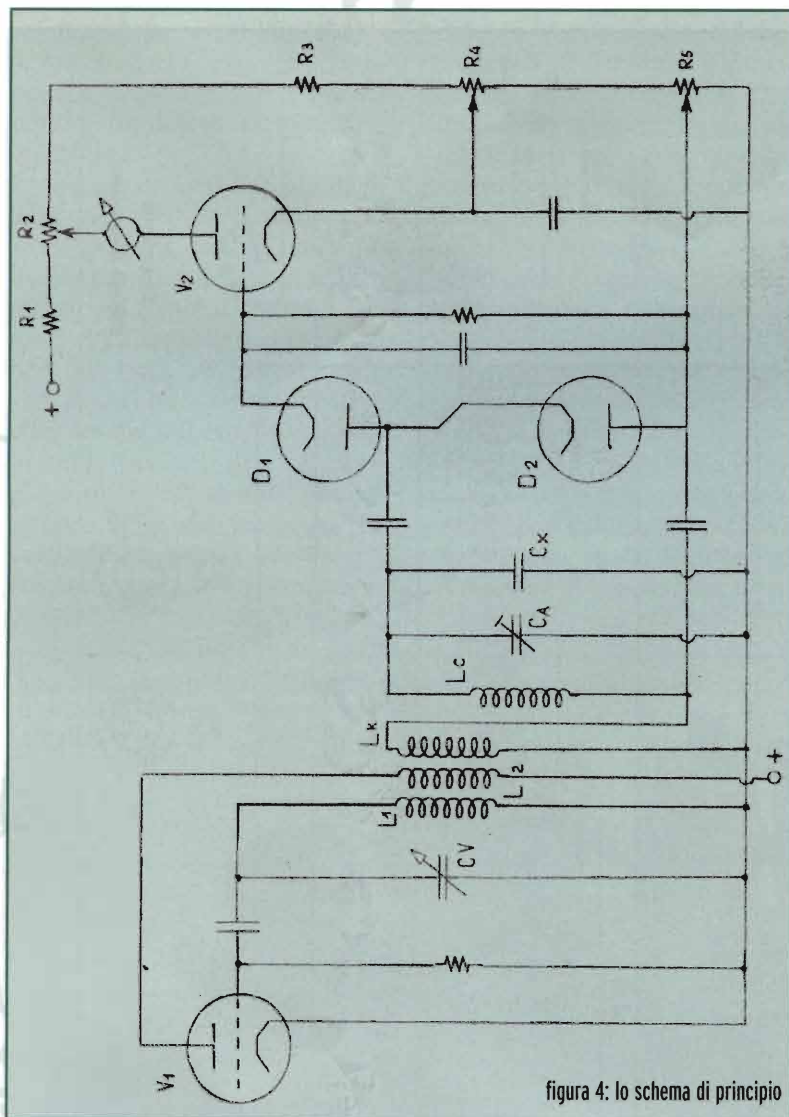 +
R1
R2
R3
V2
R4
R5
D1
D2
Cx
CA
Lc
Lk
L2
L1
+
CV
V1
figura 4: lo schema di principio